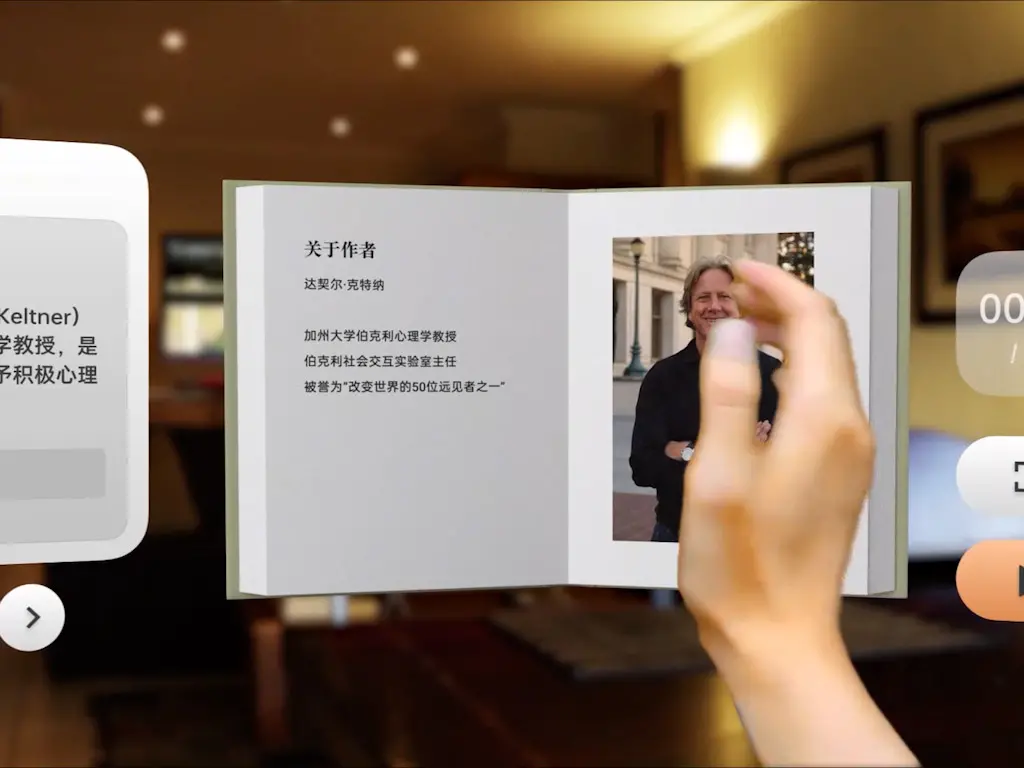 Keltner）
学教授，是
予积极心理
关于作者
达契尔·克特纳
加州大学伯克利心理学教授
伯克利社会交互实验室主任
被誉为“改变世界的50位远见者之一”
00
/